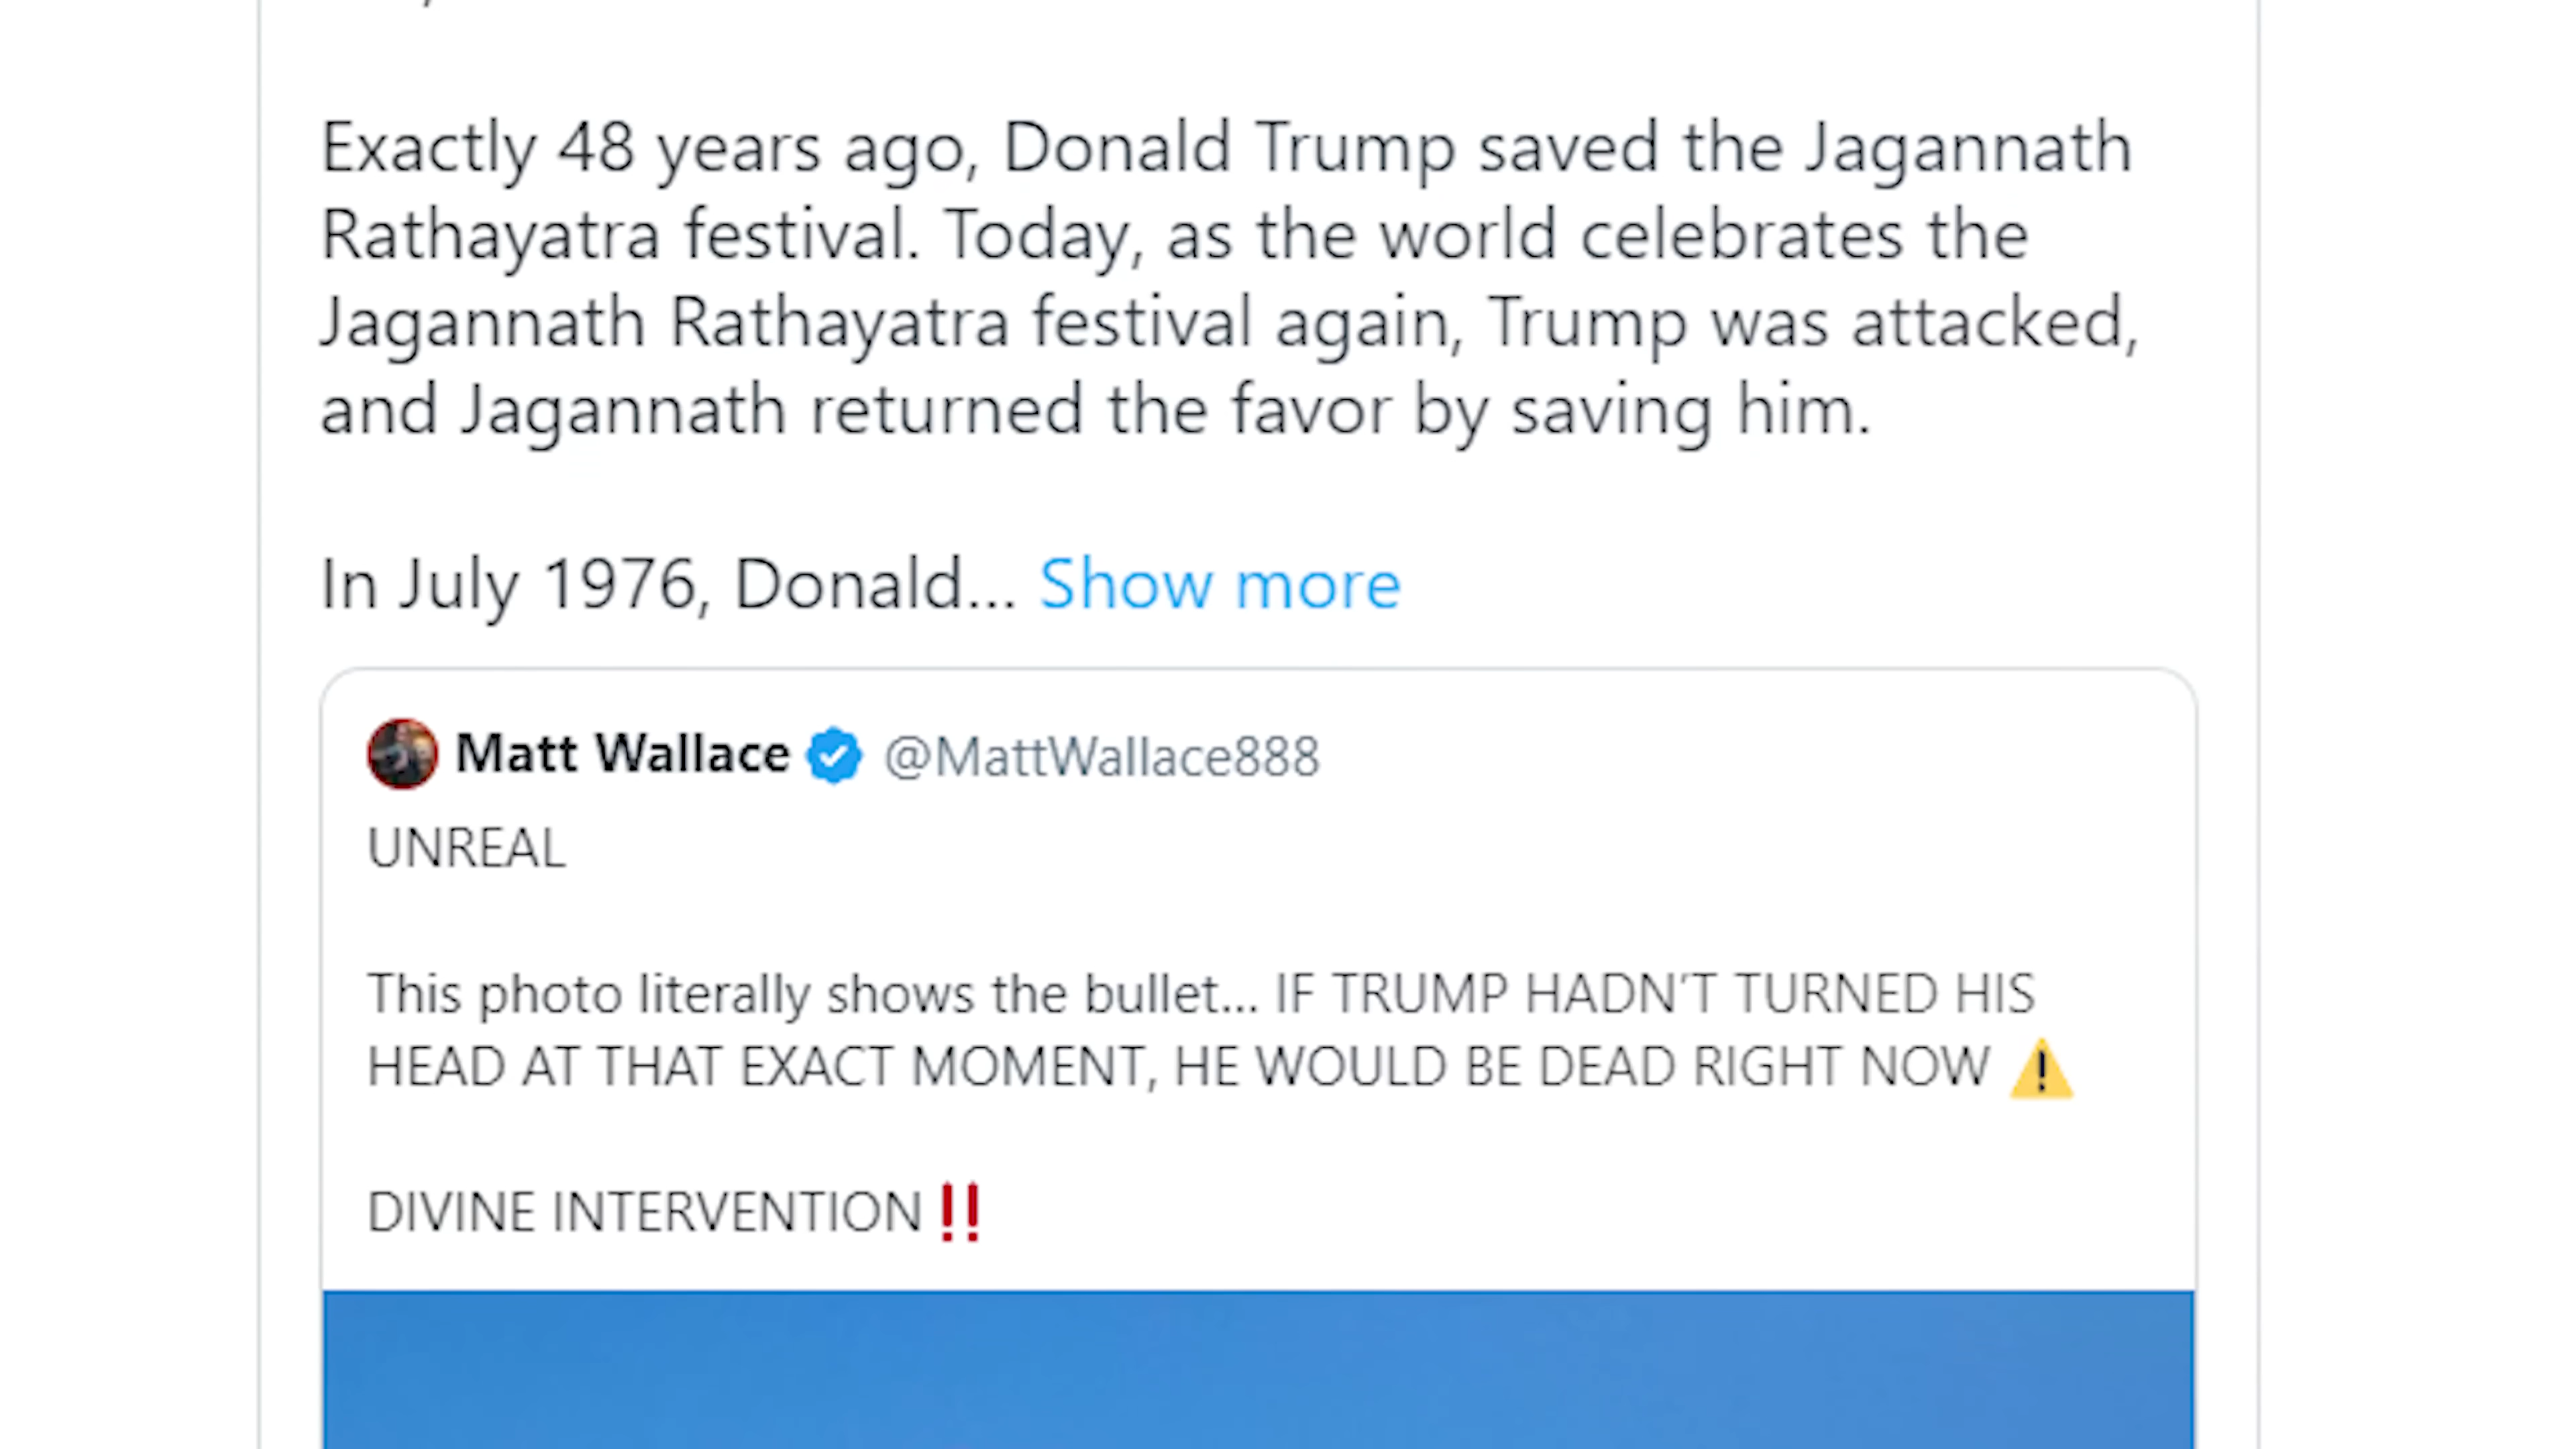 Exactly 48 years ago, Donald Trump saved the Jagannath
Rathayatra festival. Today, as the world celebrates the
Jagannath Rathayatra festival again, Trump was attacked,
and Jagannath returned the favor by saving him.
In July 1976, Donald... Show more
Matt Wallace @MattWallace888
UNREAL
This photo literally shows the bullet... IF TRUMP HADN'T TURNED HIS
HEAD AT THAT EXACT MOMENT, HE WOULD BE DEAD RIGHT NOW ⚠️
DIVINE INTERVENTION‼️